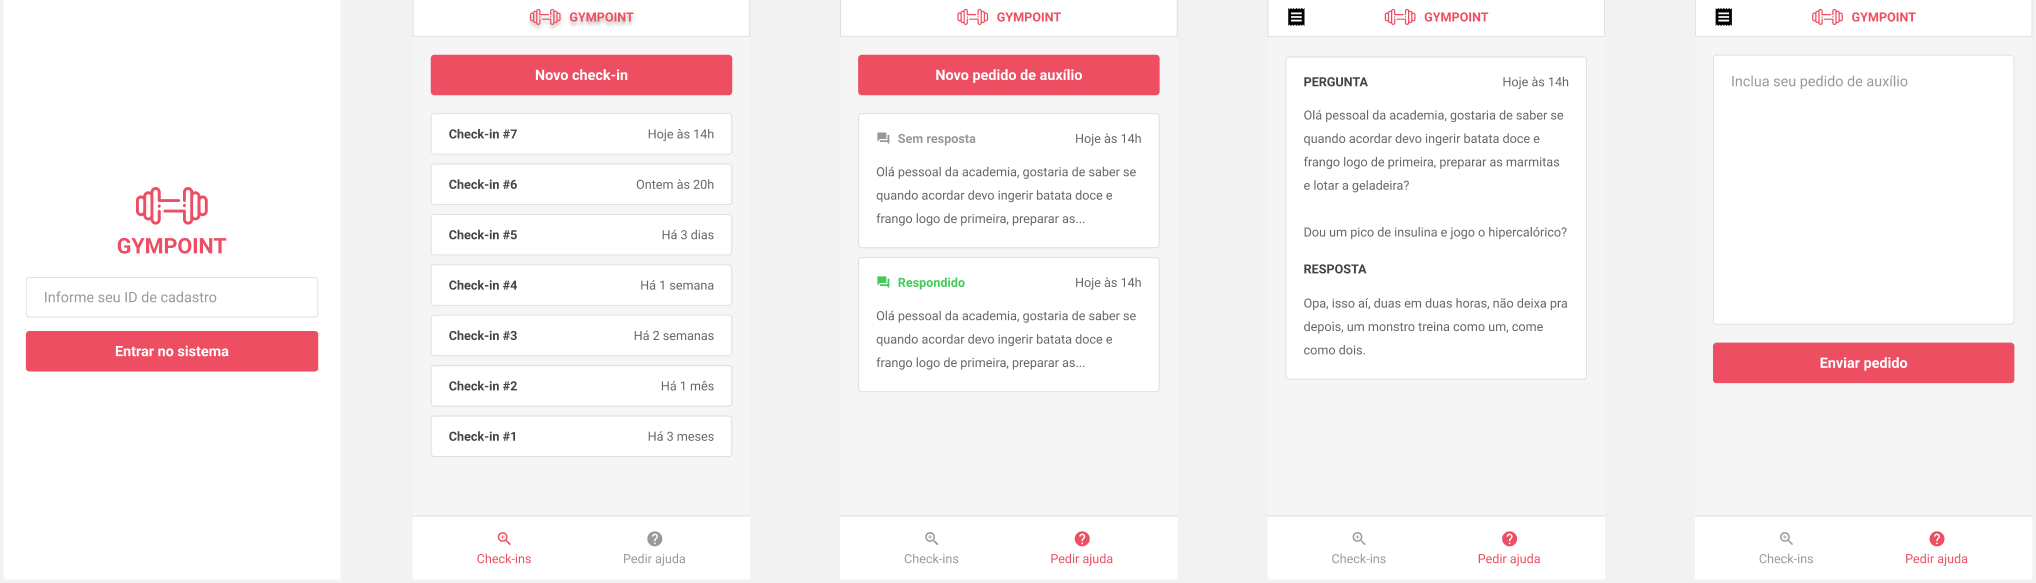 GYMPOINT
Informe seu ID de cadastro
Entrar no sistema
GYMPOINT
Novo check-in
Check-in #7 Hoje às 14h
Check-in #6 Ontem às 20h
Check-in #5 Há 3 dias
Check-in #4 Há 1 semana
Check-in #3 Há 2 semanas
Check-in #2 Há 1 mês
Check-in #1 Há 3 meses
Check-ins Pedir ajuda
GYMPOINT
Novo pedido de auxílio
Sem resposta Hoje às 14h
Olá pessoal da academia, gostaria de saber se
quando acordar devo ingerir batata doce e
frango logo de primeira, preparar as...
Respondido Hoje às 14h
Olá pessoal da academia, gostaria de saber se
quando acordar devo ingerir batata doce e
frango logo de primeira, preparar as...
Check-ins Pedir ajuda
GYMPOINT
PERGUNTA Hoje às 14h
Olá pessoal da academia, gostaria de saber se
quando acordar devo ingerir batata doce e
frango logo de primeira, preparar as marmitas
e lotar a geladeira?
Dou um pico de insulina e jogo o hipercalórico?
RESPOSTA
Opa, isso aí, duas em duas horas, não deixa pra
depois, um monstro treina como um, come
como dois.
Check-ins Pedir ajuda
GYMPOINT
Inclua seu pedido de auxílio
Enviar pedido
Check-ins Pedir ajuda